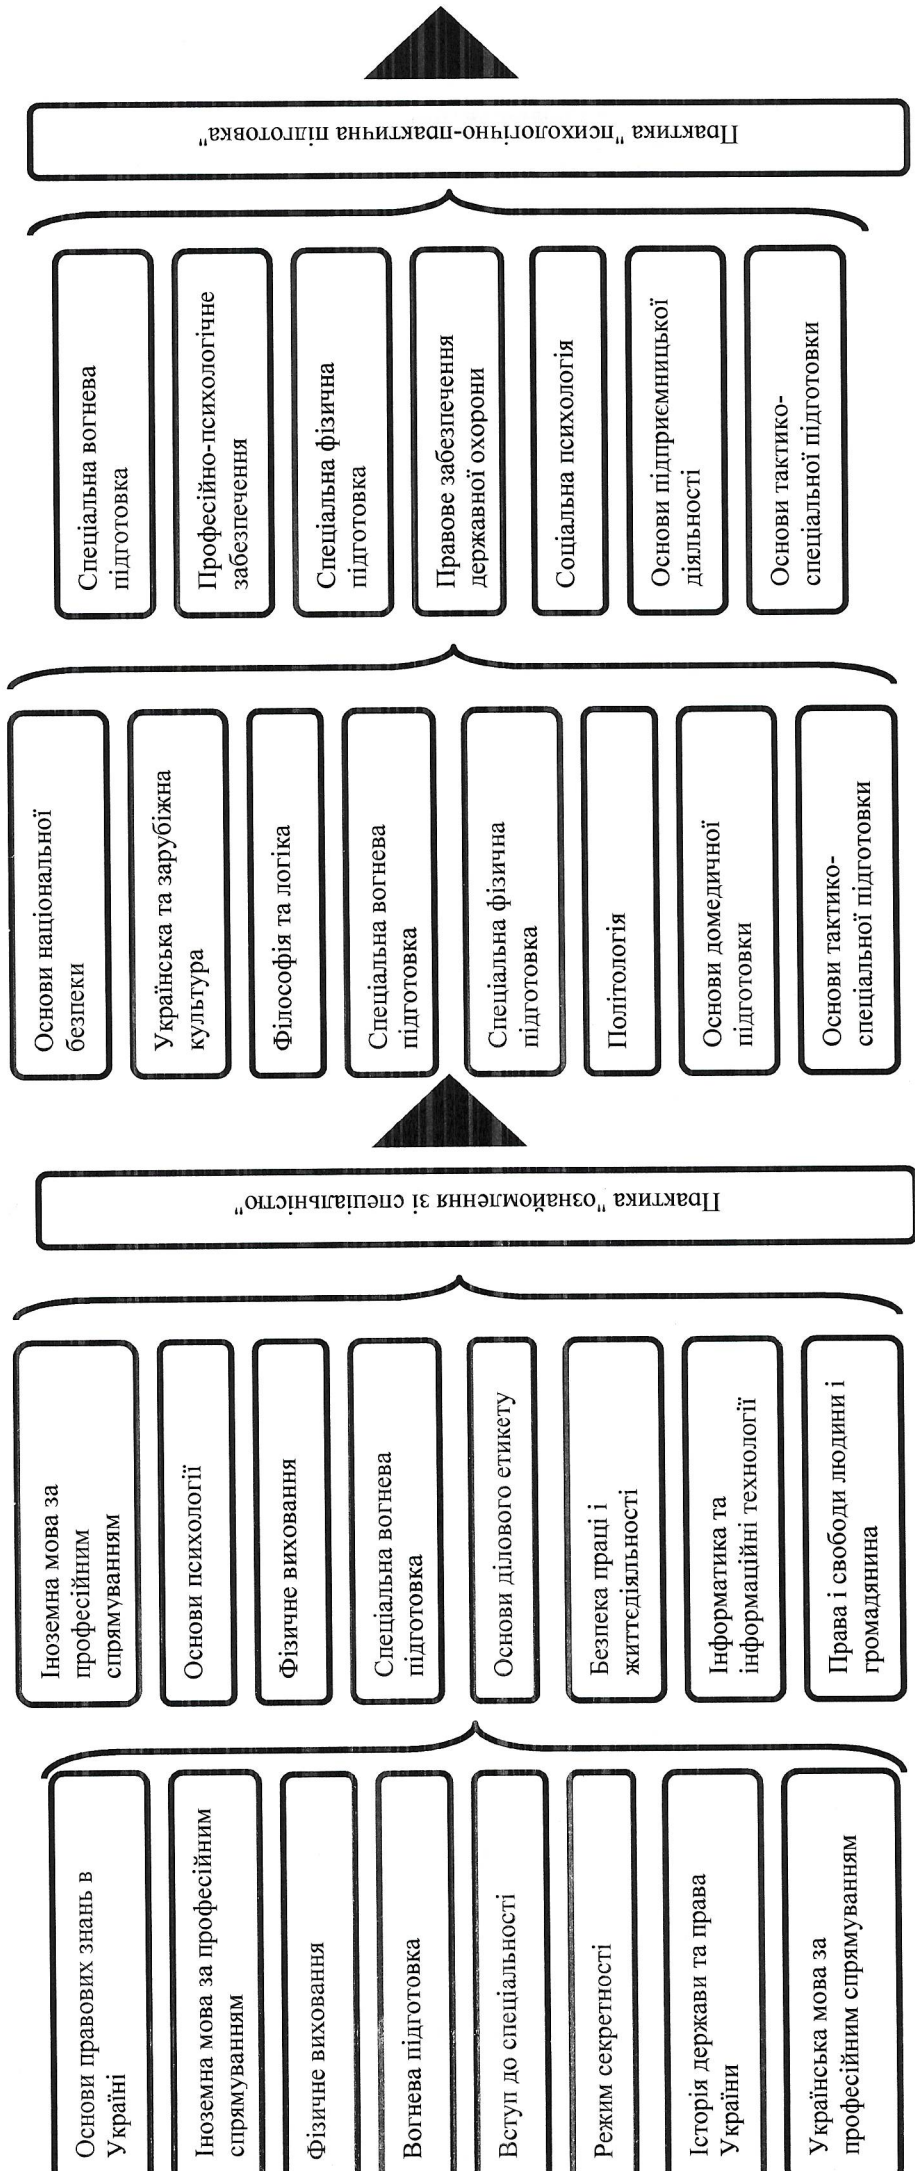 Основи правових знань в
Україні
Іноземна мова за професійним
спрямуванням
Фізичне виховання
Вогнева підготовка
Вступ до спеціальності
Режим секретності
Історія держави та права
України
Українська мова за
професійним спрямуванням
Іноземна мова за
професійним
спрямуванням
Основи психології
Фізичне виховання
Спеціальна вогнева
підготовка
Основи ділового етикету
Безпека праці і
життєдіяльності
Інформатика та
інформаційні технології
Права і свободи людини і
громадянина
Практика "ознайомлення зі спеціальністю"
Основи національної
безпеки
Українська та зарубіжна
культура
Філософія та логіка
Спеціальна вогнева
підготовка
Спеціальна фізична
підготовка
Політологія
Основи домедичної
підготовки
Основи тактико-
спеціальної підготовки
Спеціальна вогнева
підготовка
Професійно-психологічне
забезпечення
Спеціальна фізична
підготовка
Правове забезпечення
державної охорони
Соціальна психологія
Основи підприємницької
діяльності
Основи тактико-
спеціальної підготовки
Практика "психологічно-практична підготовка"